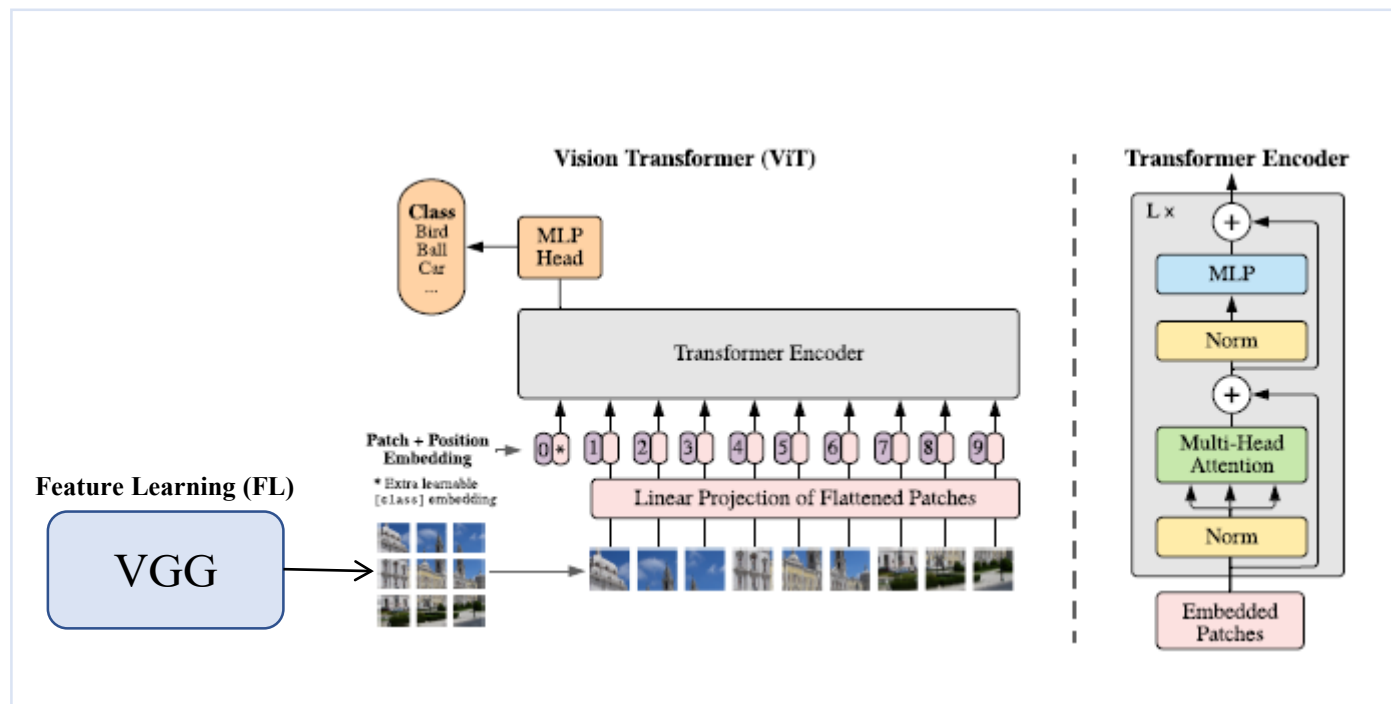 Vision Transformer (ViT)
Class
Bird
Ball
Car
...
MLP
Head
Transformer Encoder
Patch + Position
Embedding
0 * 1 2 3 4 5 6 7 8 9
* Extra learnable
[class] embedding
Linear Projection of Flattened Patches
Feature Learning (FL)
VGG
Transformer Encoder
L ×
+
MLP
Norm
+
Multi-Head
Attention
Norm
Embedded
Patches